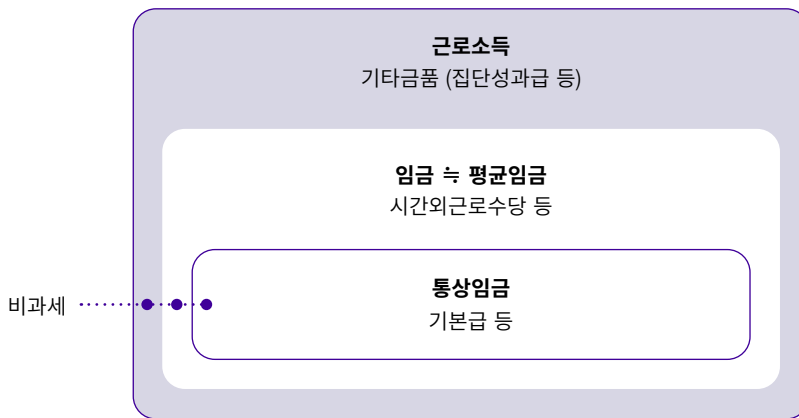 근로소득
기타금품 (집단성과급 등)
임금 ≒ 평균임금
시간외근로수당 등
통상임금
기본급 등
비과세